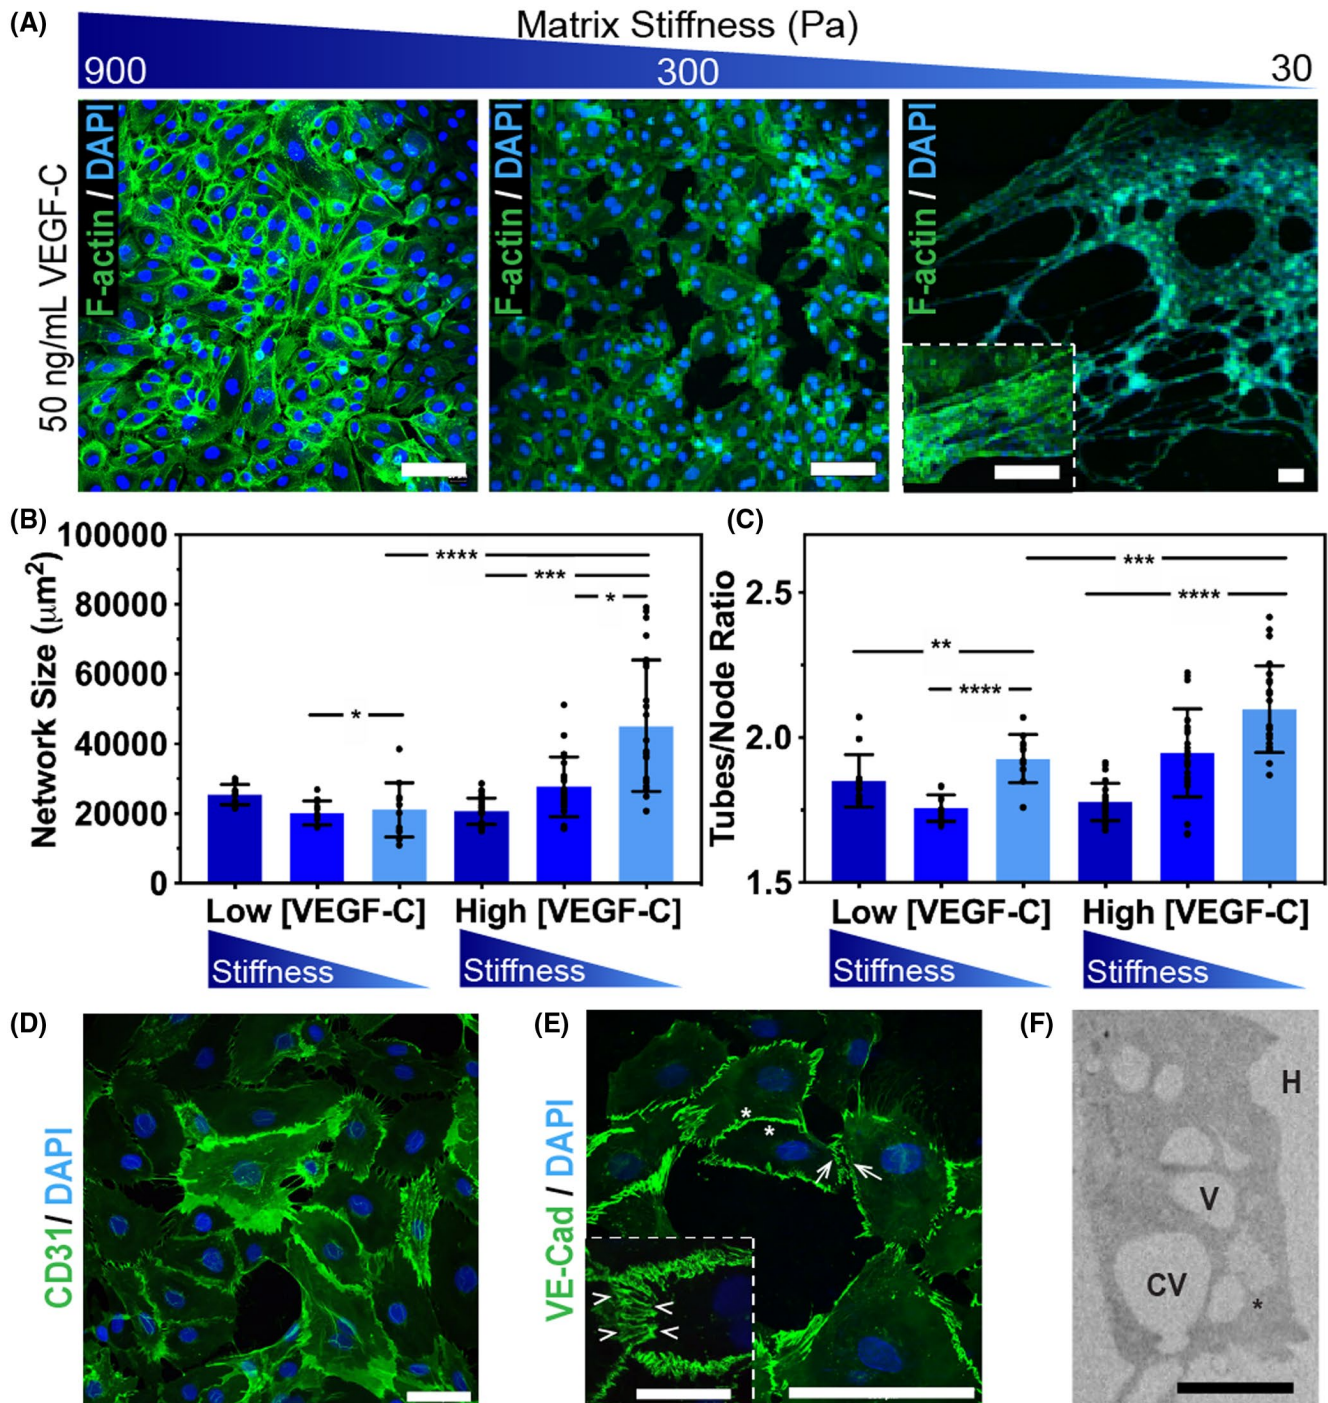 (A)
Matrix Stiffness (Pa)
900
300
30
50 ng/mL VEGF-C
F-actin / DAPI
F-actin / DAPI
F-actin / DAPI
(B)
Network Size (μm²)
100000
80000
60000
40000
20000
0
****
***
*
*
Low [VEGF-C]
High [VEGF-C]
Stiffness
Stiffness
(C)
Tubes/Node Ratio
2.5
2.0
1.5
***
****
**
****
Low [VEGF-C]
High [VEGF-C]
Stiffness
Stiffness
(D)
CD31/ DAPI
(E)
VE-Cad / DAPI
*
*
(F)
H
V
CV
*